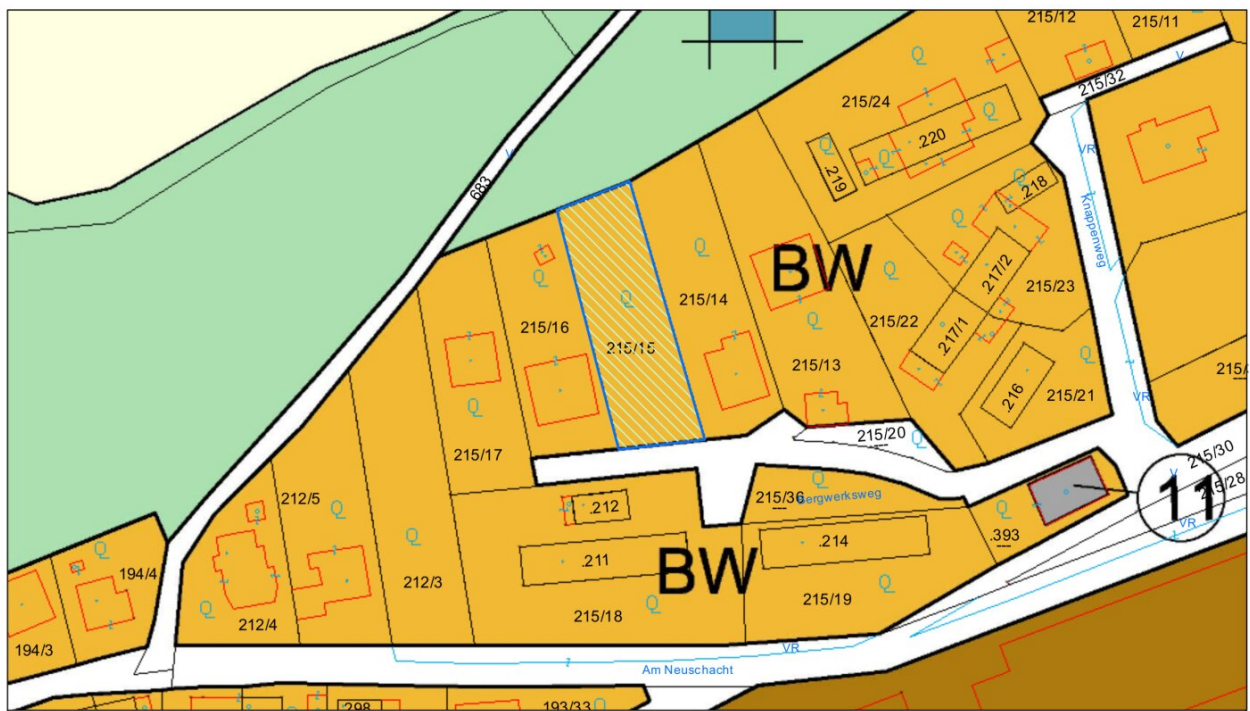 215/12
215/11
V
215/32
215/24
Q
Q
.220
Q
Q
.219
VR
V
683
Q
.218
Q
Knappenweg
Q
BW
Q
.217/2
215/23
Q
Q
215/14
215/16
215/15
215/22
.217/1
Q
215/13
Q
.216
215/21
VR
215/
Q
215/17
215/20
Q
215/30
V
215/28
11
VR
Q
215/36
Bergwerksweg
Q
.393
212/5
Q
.212
Q
.214
.211
BW
Q
194/4
212/3
Q
215/19
Q
212/4
Q
215/18
194/3
VR
Am Neuschacht
Q
.298
193/33
Q